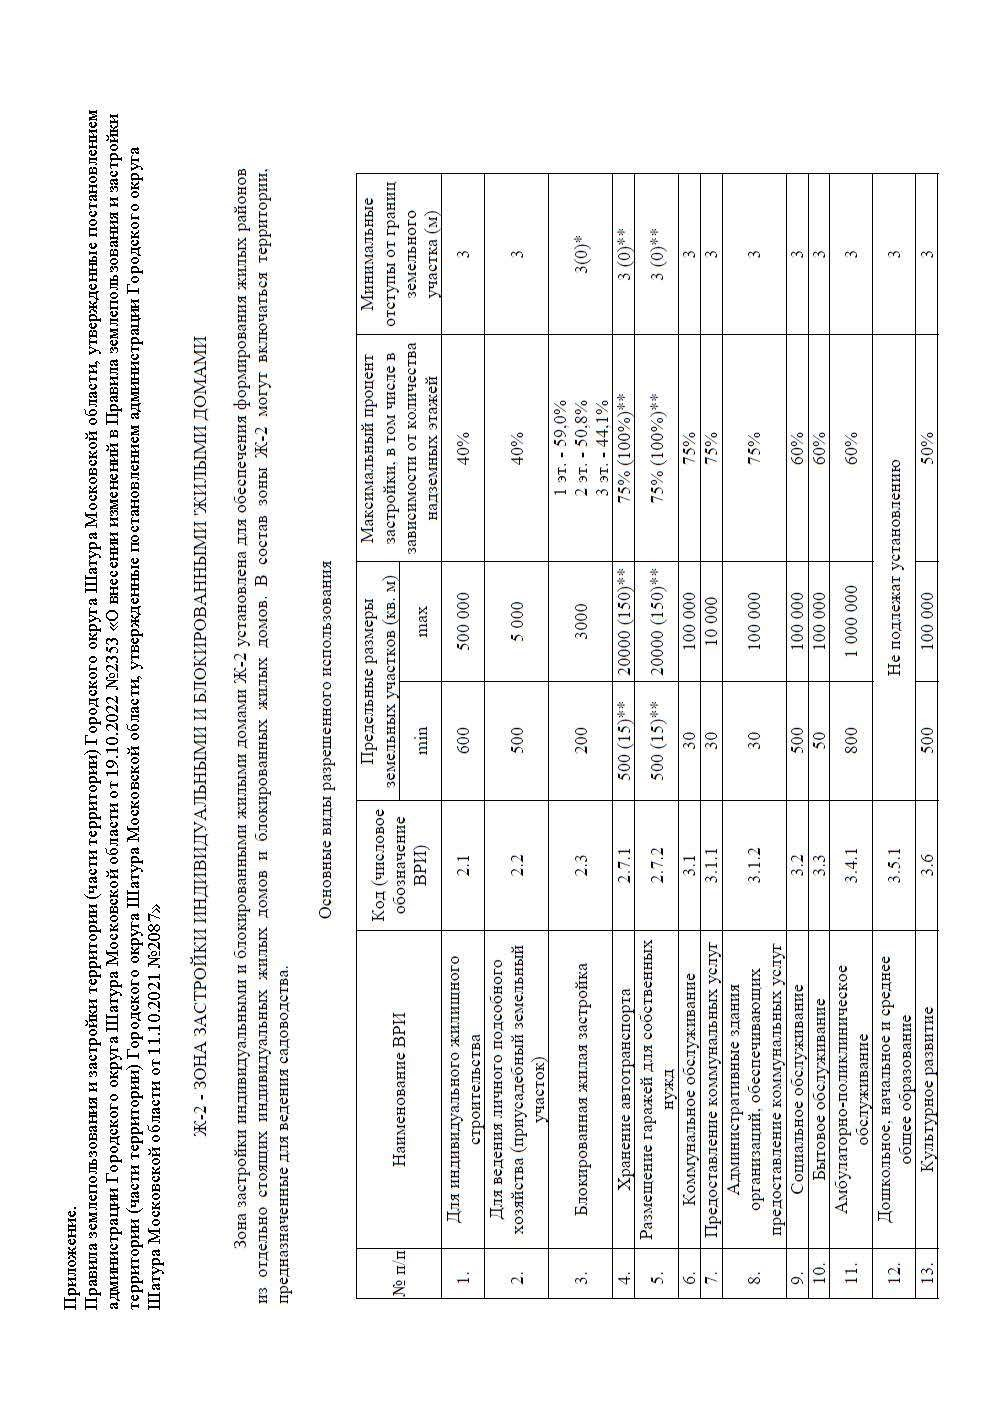 Приложение.
Правила землепользования и застройки территории (части территории) Городского округа Шатура Московской области, утвержденные постановлением
администрации Городского округа Шатура Московской области от 19.10.2022 №2353 «О внесении изменений в Правила землепользования и застройки
территории (части территории) Городского округа Шатура Московской области, утвержденные постановлением администрации Городского округа
Шатура Московской области от 11.10.2021 №2087»
Ж-2 - ЗОНА ЗАСТРОЙКИ ИНДИВИДУАЛЬНЫМИ И БЛОКИРОВАННЫМИ ЖИЛЫМИ ДОМАМИ
Зона застройки индивидуальными и блокированными жилыми домами Ж-2 установлена для обеспечения формирования жилых районов
из отдельно стоящих индивидуальных жилых домов и блокированных жилых домов. В состав зоны Ж-2 могут включаться территории,
предназначенные для ведения садоводства.
Основные виды разрешенного использования
№ п/п
Наименование ВРИ
Код (числовое
обозначение
ВРИ)
Предельные размеры
земельных участков (кв. м)
min
max
Максимальный процент
застройки, в том числе в
зависимости от количества
надземных этажей
Минимальные
отступы от границ
земельного
участка (м)
1. Для индивидуального жилищного 2.1 600 500 000 40% 3
строительства
2. Для ведения личного подсобного 2.2 500 5 000 40% 3
хозяйства (приусадебный земельный
участок)
3. Блокированная жилая застройка 2.3 200 3000 1 эт. - 59,0% 3(0)*
2 эт. - 50,8%
3 эт. - 44,1%
4. Хранение автотранспорта 2.7.1 500 (15)** 20000 (150)** 75% (100%)** 3 (0)**
5. Размещение гаражей для собственных 2.7.2 500 (15)** 20000 (150)** 75% (100%)** 3 (0)**
нужд
6. Коммунальное обслуживание 3.1 30 100 000 75% 3
7. Предоставление коммунальных услуг 3.1.1 30 10 000 75% 3
8. Административные здания 3.1.2 30 100 000 75% 3
организаций, обеспечивающих
предоставление коммунальных услуг
9. Социальное обслуживание 3.2 500 100 000 60% 3
10. Бытовое обслуживание 3.3 50 100 000 60% 3
11. Амбулаторно-поликлиническое 3.4.1 800 1 000 000 60% 3
обслуживание
12. Дошкольное, начальное и среднее 3.5.1 Не подлежат установлению 3
общее образование
13. Культурное развитие 3.6 500 100 000 50% 3